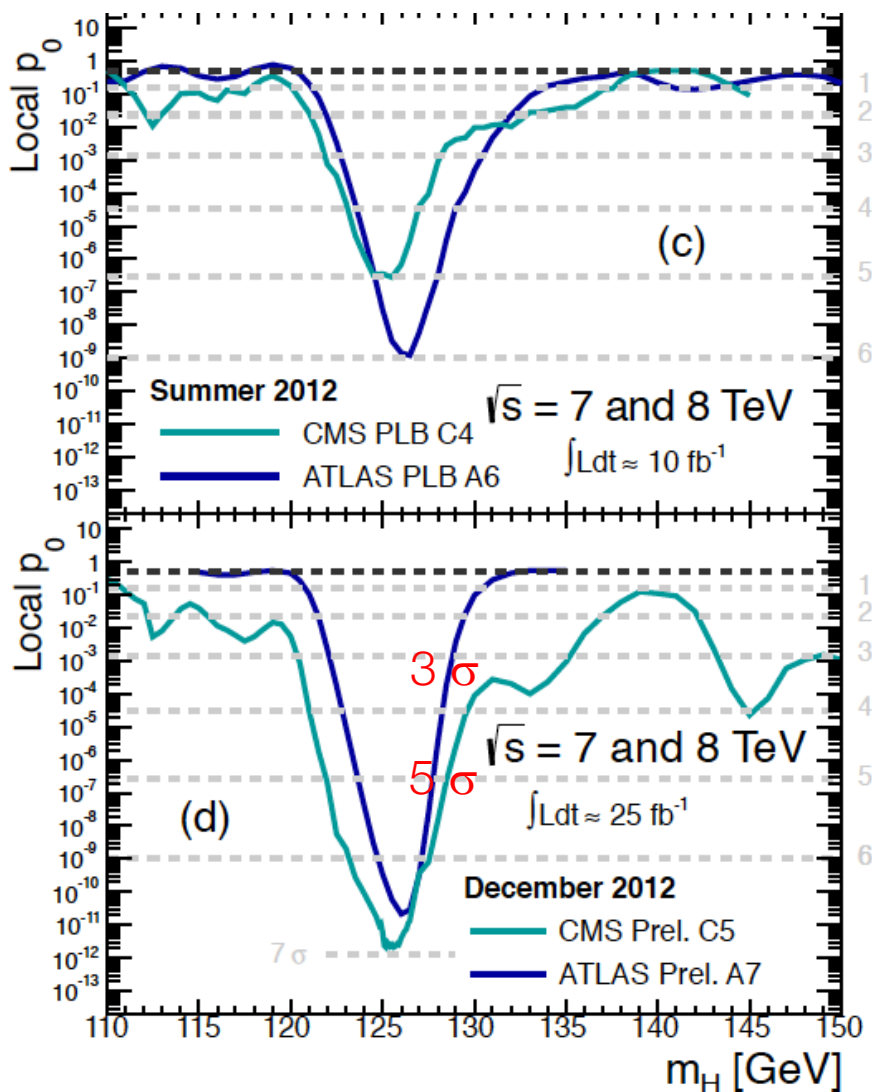 Local p0
10
1
10^-1
10^-2
10^-3
10^-4
10^-5
10^-6
10^-7
10^-8
10^-9
10^-10
10^-11
10^-12
10^-13
1
2
3
4
5
6
(c)
Summer 2012
CMS PLB C4
ATLAS PLB A6
√s = 7 and 8 TeV
∫Ldt ≈ 10 fb^-1
Local p0
10
1
10^-1
10^-2
10^-3
10^-4
10^-5
10^-6
10^-7
10^-8
10^-9
10^-10
10^-11
10^-12
10^-13
1
2
3
4
5
6
3 σ
5 σ
√s = 7 and 8 TeV
∫Ldt ≈ 25 fb^-1
(d)
7 σ
December 2012
CMS Prel. C5
ATLAS Prel. A7
110 115 120 125 130 135 140 145 150
m_H [GeV]